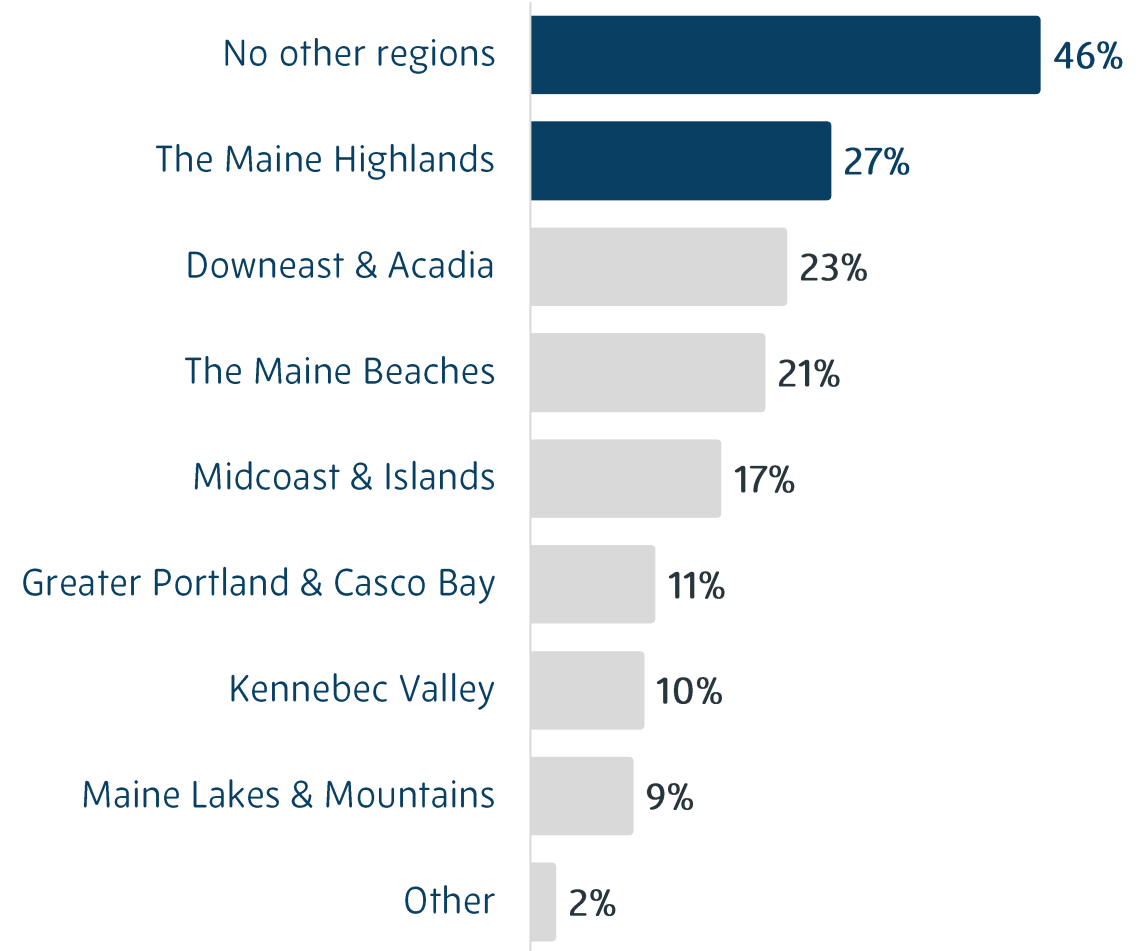 No other regions 46%
The Maine Highlands 27%
Downeast & Acadia 23%
The Maine Beaches 21%
Midcoast & Islands 17%
Greater Portland & Casco Bay 11%
Kennebec Valley 10%
Maine Lakes & Mountains 9%
Other 2%